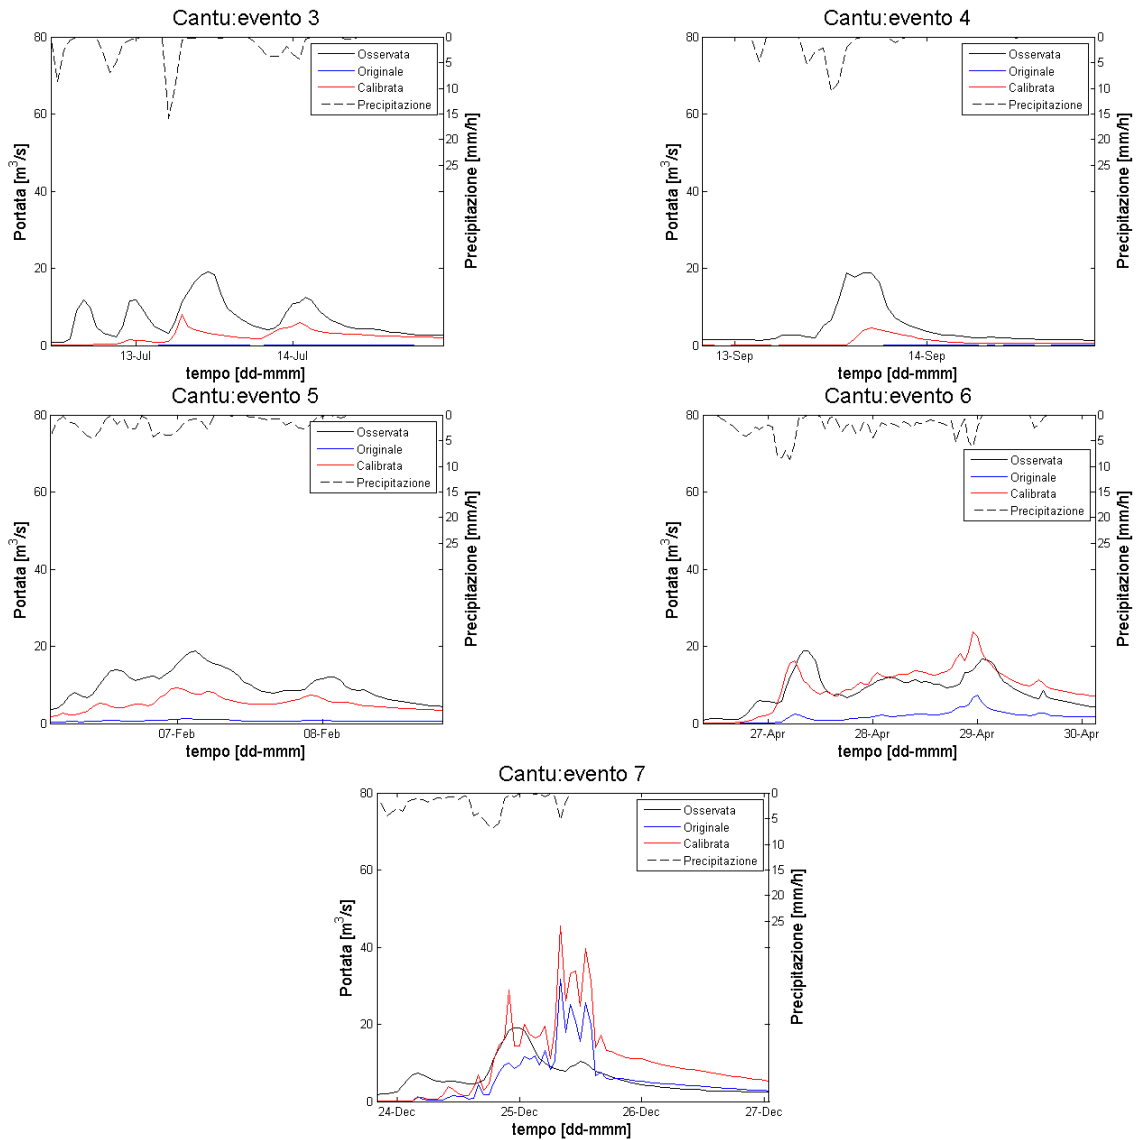 Cantu:evento 3
80
60
40
20
0
Portata [m³/s]
13-Jul
14-Jul
tempo [dd-mmm]
0
5
10
15
20
25
Precipitazione [mm/h]
Osservata
Originale
Calibrata
Precipitazione
Cantu:evento 4
80
60
40
20
0
Portata [m³/s]
13-Sep
14-Sep
tempo [dd-mmm]
0
5
10
15
20
25
Precipitazione [mm/h]
Osservata
Originale
Calibrata
Precipitazione
Cantu:evento 5
80
60
40
20
0
Portata [m³/s]
07-Feb
08-Feb
tempo [dd-mmm]
0
5
10
15
20
25
Precipitazione [mm/h]
Osservata
Originale
Calibrata
Precipitazione
Cantu:evento 6
80
60
40
20
0
Portata [m³/s]
27-Apr
28-Apr
29-Apr
30-Apr
tempo [dd-mmm]
0
5
10
15
20
25
Precipitazione [mm/h]
Osservata
Originale
Calibrata
Precipitazione
Cantu:evento 7
80
60
40
20
0
Portata [m³/s]
24-Dec
25-Dec
26-Dec
27-Dec
tempo [dd-mmm]
0
5
10
15
20
25
Precipitazione [mm/h]
Osservata
Originale
Calibrata
Precipitazione